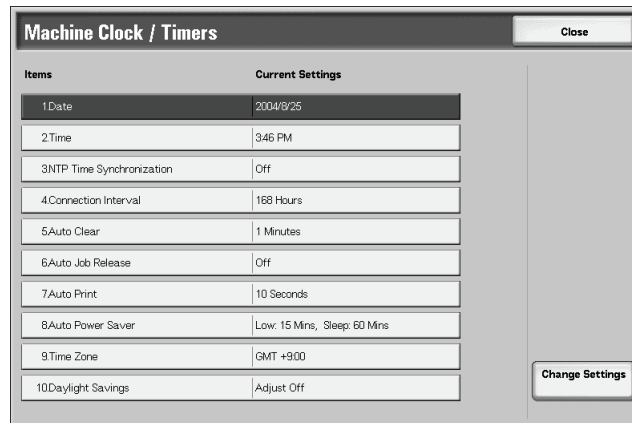 Machine Clock / Timers
Close
Items Current Settings
1.Date 2004/8/25
2.Time 3:46 PM
3.NTP Time Synchronization Off
4.Connection Interval 168 Hours
5.Auto Clear 1 Minutes
6.Auto Job Release Off
7.Auto Print 10 Seconds
8.Auto Power Saver Low: 15 Mins, Sleep: 60 Mins
9.Time Zone GMT +9:00
10.Daylight Savings Adjust Off
Change Settings